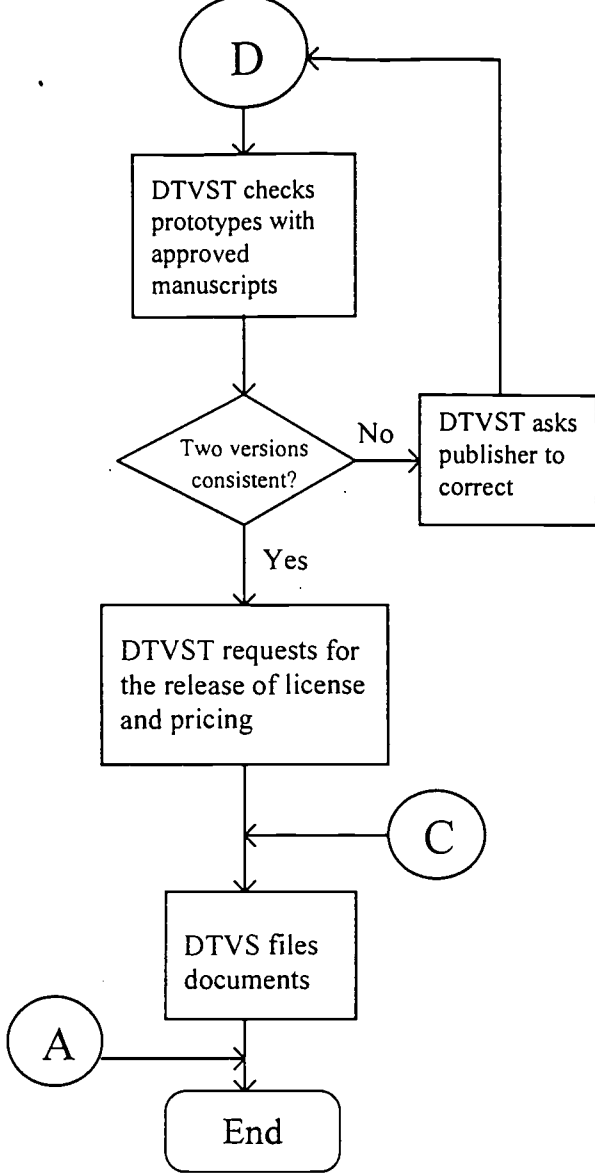 D
DTVST checks
prototypes with
approved
manuscripts
Two versions
consistent?
No
DTVST asks
publisher to
correct
Yes
DTVST requests for
the release of license
and pricing
C
DTVS files
documents
A
End